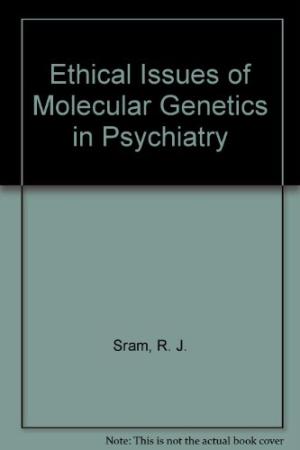 Ethical Issues of
Molecular Genetics
in Psychiatry
Sram, R. J.
Note: This is not the actual book cover